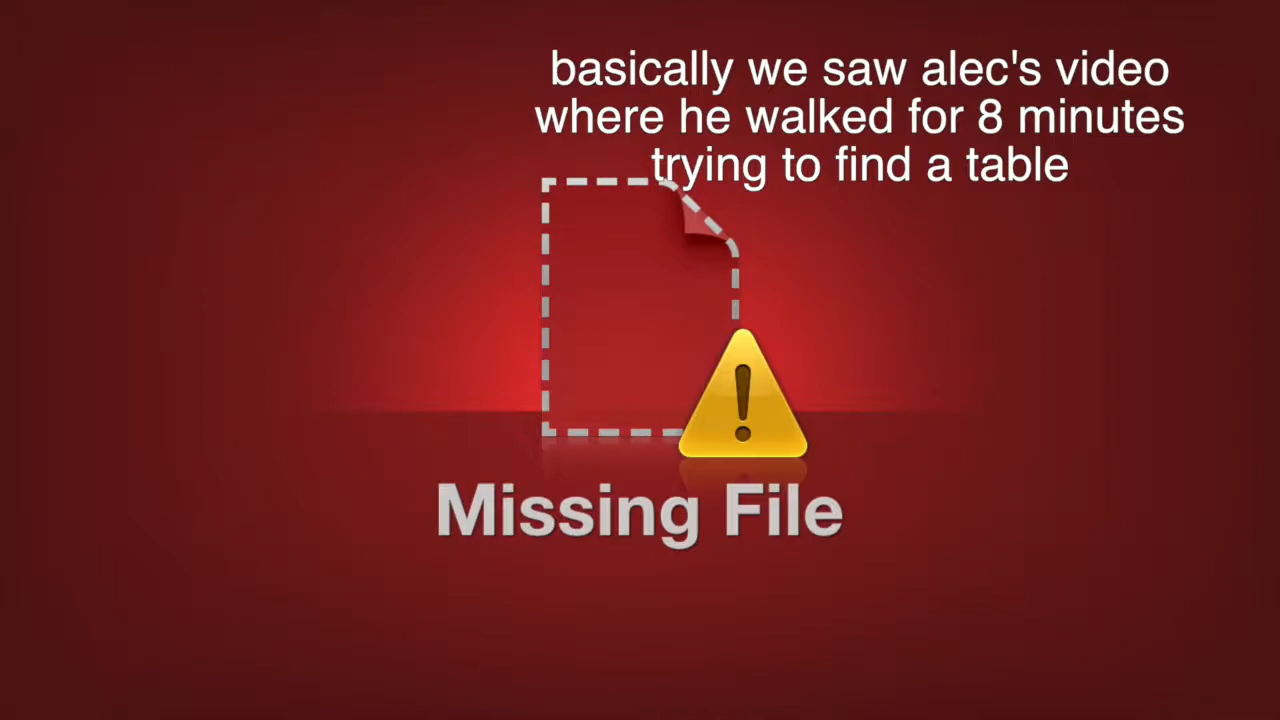 basically we saw alec's video
where he walked for 8 minutes
trying to find a table
Missing File